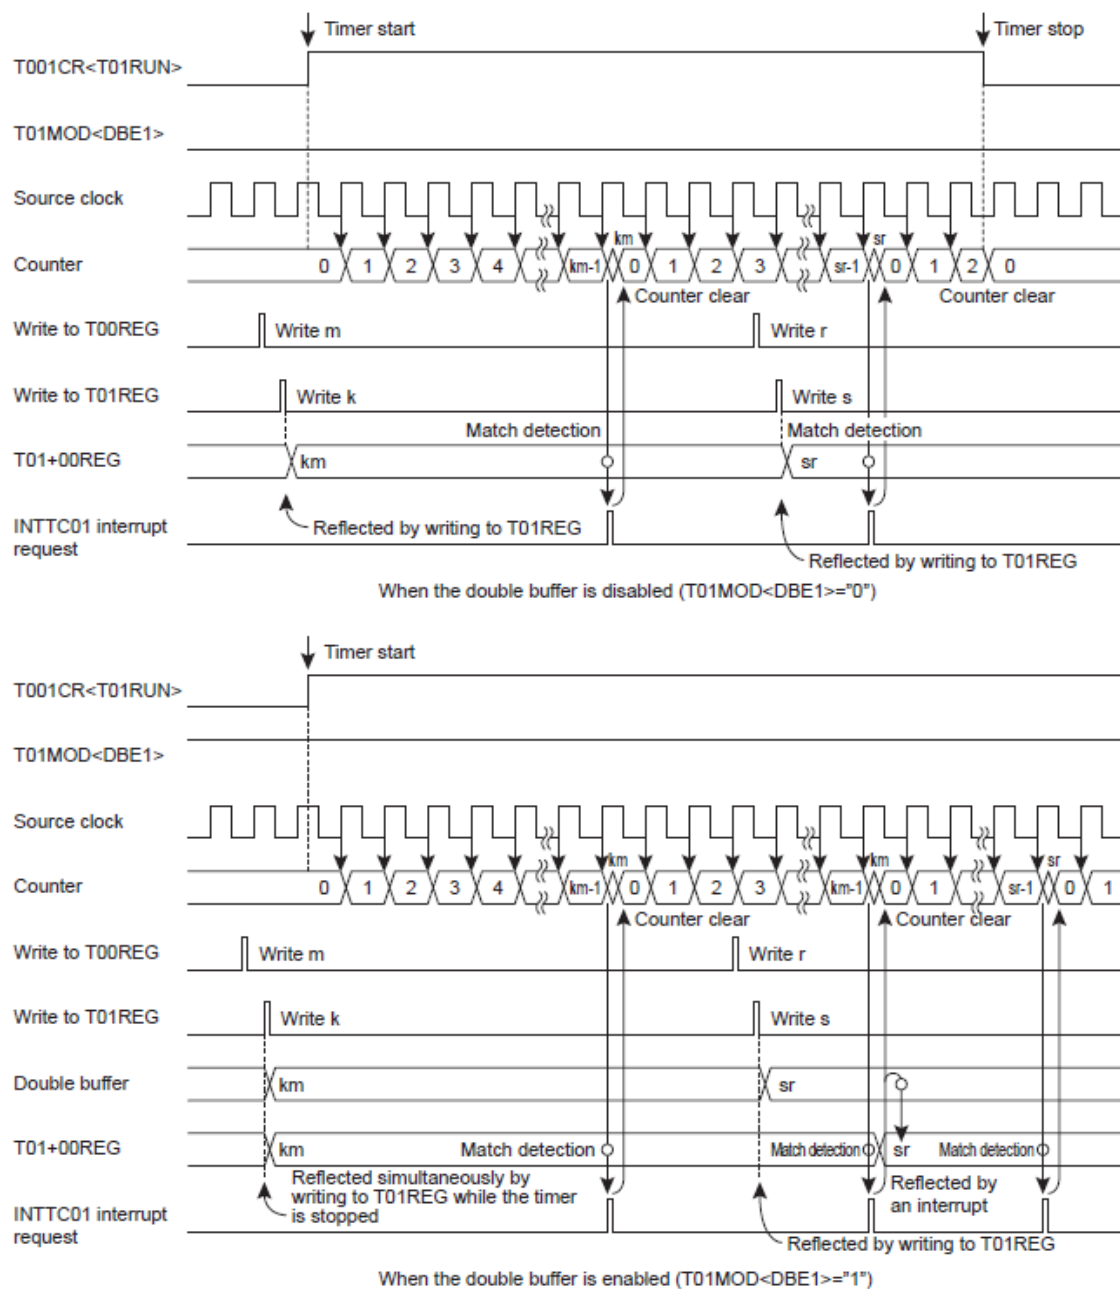 Timer start Timer stop
T001CR<T01RUN>
T01MOD<DBE1>
Source clock
km sr
Counter 0 1 2 3 4 km-1 0 1 2 3 sr-1 0 1 2 0
Counter clear Counter clear
Write to T00REG Write m Write r
Write to T01REG Write k Write s
Match detection Match detection
T01+00REG km sr
INTTC01 interrupt
request
Reflected by writing to T01REG
Reflected by writing to T01REG
When the double buffer is disabled (T01MOD<DBE1>="0")
Timer start
T001CR<T01RUN>
T01MOD<DBE1>
Source clock
km km sr
Counter 0 1 2 3 4 km-1 0 1 2 3 km-1 0 1 sr-1 0 1
Counter clear Counter clear
Write to T00REG Write m Write r
Write to T01REG Write k Write s
Double buffer km sr
T01+00REG km Match detection Match detection sr Match detection
Reflected simultaneously by
writing to T01REG while the timer
is stopped
Reflected by
an interrupt
INTTC01 interrupt
request
Reflected by writing to T01REG
When the double buffer is enabled (T01MOD<DBE1>="1")